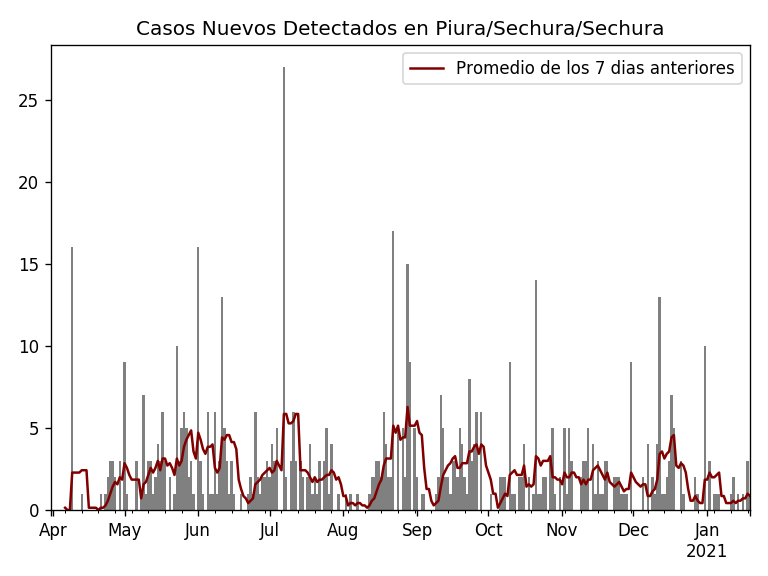 Casos Nuevos Detectados en Piura/Sechura/Sechura
Promedio de los 7 dias anteriores
25
20
15
10
5
0
Apr May Jun Jul Aug Sep Oct Nov Dec Jan
2021